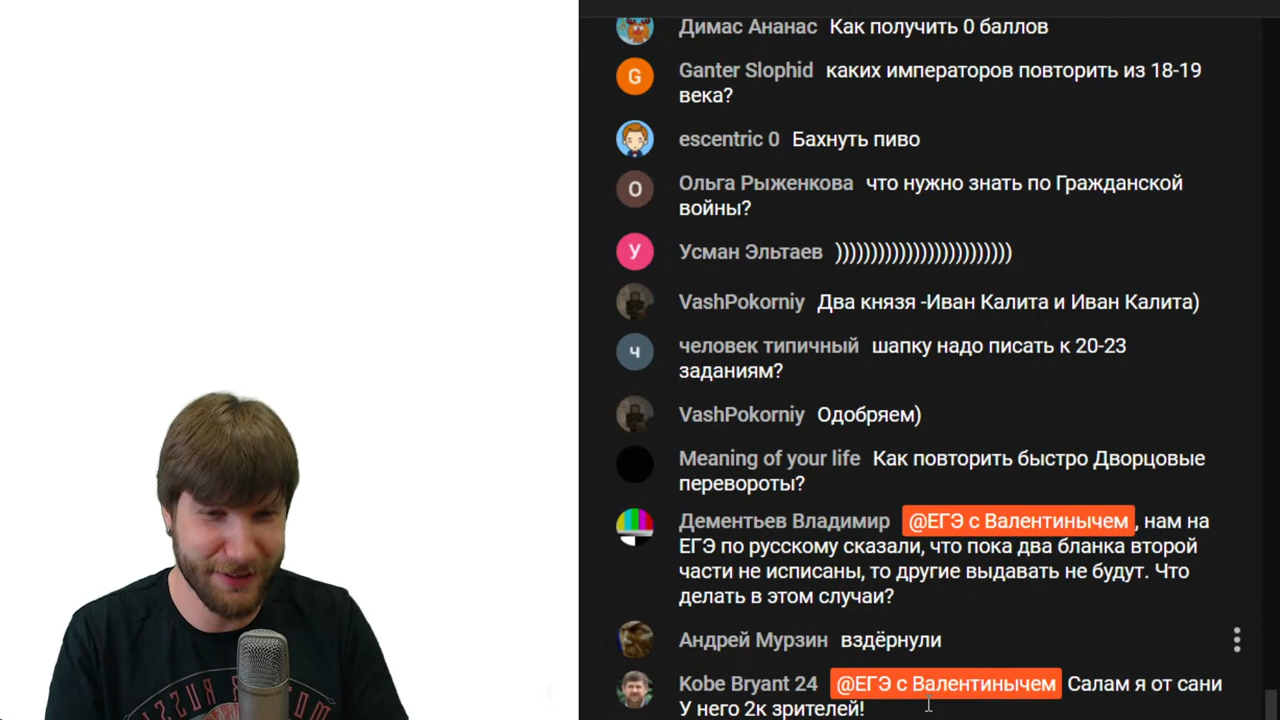 Димас Ананас Как получить 0 баллов
G Ganter Slophid каких императоров повторить из 18-19
века?
escentric 0 Бахнуть пиво
О Ольга Рыженкова что нужно знать по Гражданской
войны?
У Усман Эльтаев )))))))))))))))))))))))))
VashPokorniy Два князя -Иван Калита и Иван Калита)
ч человек типичный шапку надо писать к 20-23
заданиям?
VashPokorniy Одобряем)
Meaning of your life Как повторить быстро Дворцовые
перевороты?
Дементьев Владимир @ЕГЭ с Валентинычем, нам на
ЕГЭ по русскому сказали, что пока два бланка второй
части не исписаны, то другие выдавать не будут. Что
делать в этом случаи?
Андрей Мурзин вздёрнули
Kobe Bryant 24 @ЕГЭ с Валентинычем Салам я от сани
У него 2к зрителей!